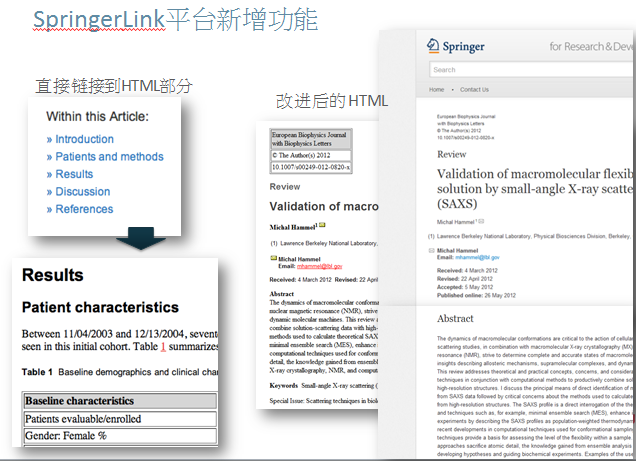 SpringerLink平台新增功能
直接链接到HTML部分
Within this Article:
» Introduction
» Patients and methods
» Results
» Discussion
» References
Results
Patient characteristics
Between 11/04/2003 and 12/13/2004, sevent
seen in this initial cohort. Table 1 summarizes
Table 1 Baseline demographics and clinical char
Baseline characteristics
Patients evaluable/enrolled
Gender: Female %
改进后的HTML
European Biophysics Journal
with Biophysics Letters
© The Author(s) 2012
10.1007/s00249-012-0820-x
Review
Validation of macro
Michal Hammel1
(1) Lawrence Berkeley National Laboratory,
Michal Hammel
Email: mhammel@lbl.gov
Received: 4 March 2012 Revised: 22 April
Abstract
The dynamics of macromolecular conforma
nuclear magnetic resonance (NMR), strive
dynamic molecular machines. This review a
combine solution-scattering data with high-
methods used to calculate theoretical SAX
minimal ensemble search (MES), enhance
computational techniques used for conform
detail, the knowledge gained from ensemble
X-ray crystallography, NMR, and computa
Keywords Small-angle X-ray scattering (
Special Issue: Scattering techniques in biolo
Springer
for Research & Deve
Search
Home • Contact Us
European Biophysics Journal
with Biophysics Letters
© The Author(s) 2012
10.1007/s00249-012-0820-x
Review
Validation of macromolecular flexib
solution by small-angle X-ray scatte
(SAXS)
Michal Hammel1
(1) Lawrence Berkeley National Laboratory, Physical Biosciences Division, Berkeley,
Michal Hammel
Email: mhammel@lbl.gov
Received: 4 March 2012
Revised: 22 April 2012
Accepted: 5 May 2012
Published online: 26 May 2012
Abstract
The dynamics of macromolecular conformations are critical to the action of cellular
scattering studies, in combination with macromolecular X-ray crystallography (MX)
resonance (NMR), strive to determine complete and accurate states of macromolec
insights describing allosteric mechanisms, supramolecular complexes, and dynam
This review addresses theoretical and practical concepts, concerns, and considera
techniques in conjunction with computational methods to productively combine sol
high-resolution structures. I discuss the principal means of direct identification of m
from SAXS data followed by critical concerns about the methods used to calculate
from high-resolution structures. The SAXS profile is a direct interrogation of the the
and techniques such as, for example, minimal ensemble search (MES), enhance i
experiments by describing the SAXS profiles as population-weighted thermodynam
recent developments in computational techniques used for conformational samplin
techniques provide a basis for assessing the level of the flexibility within a sample.
approaches sacrifice atomic detail, the knowledge gained from ensemble analysis i
developing hypotheses and guiding biochemical experiments. Examples of the use